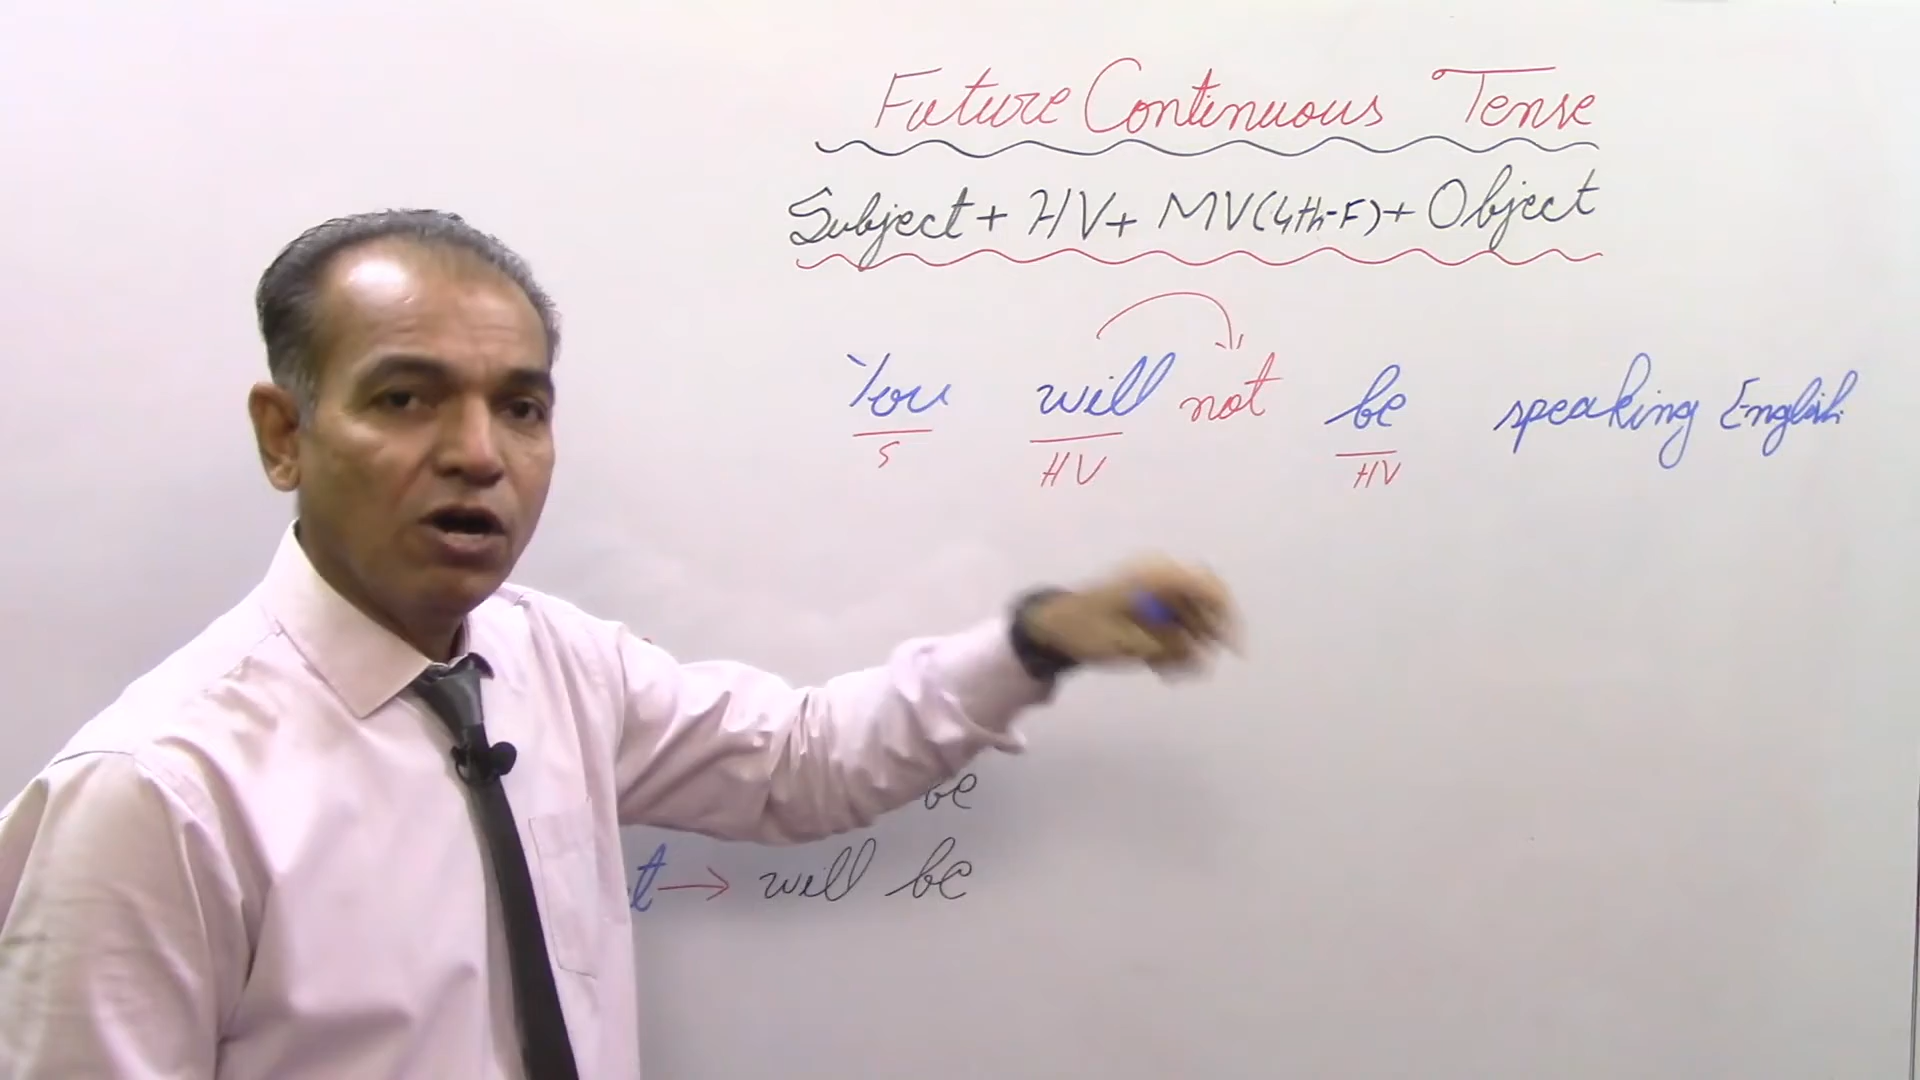 Future Continuous Tense
Subject + HV + MV(4th-F) + Object
You will not be speaking English.
S HV HV
be
t → will be